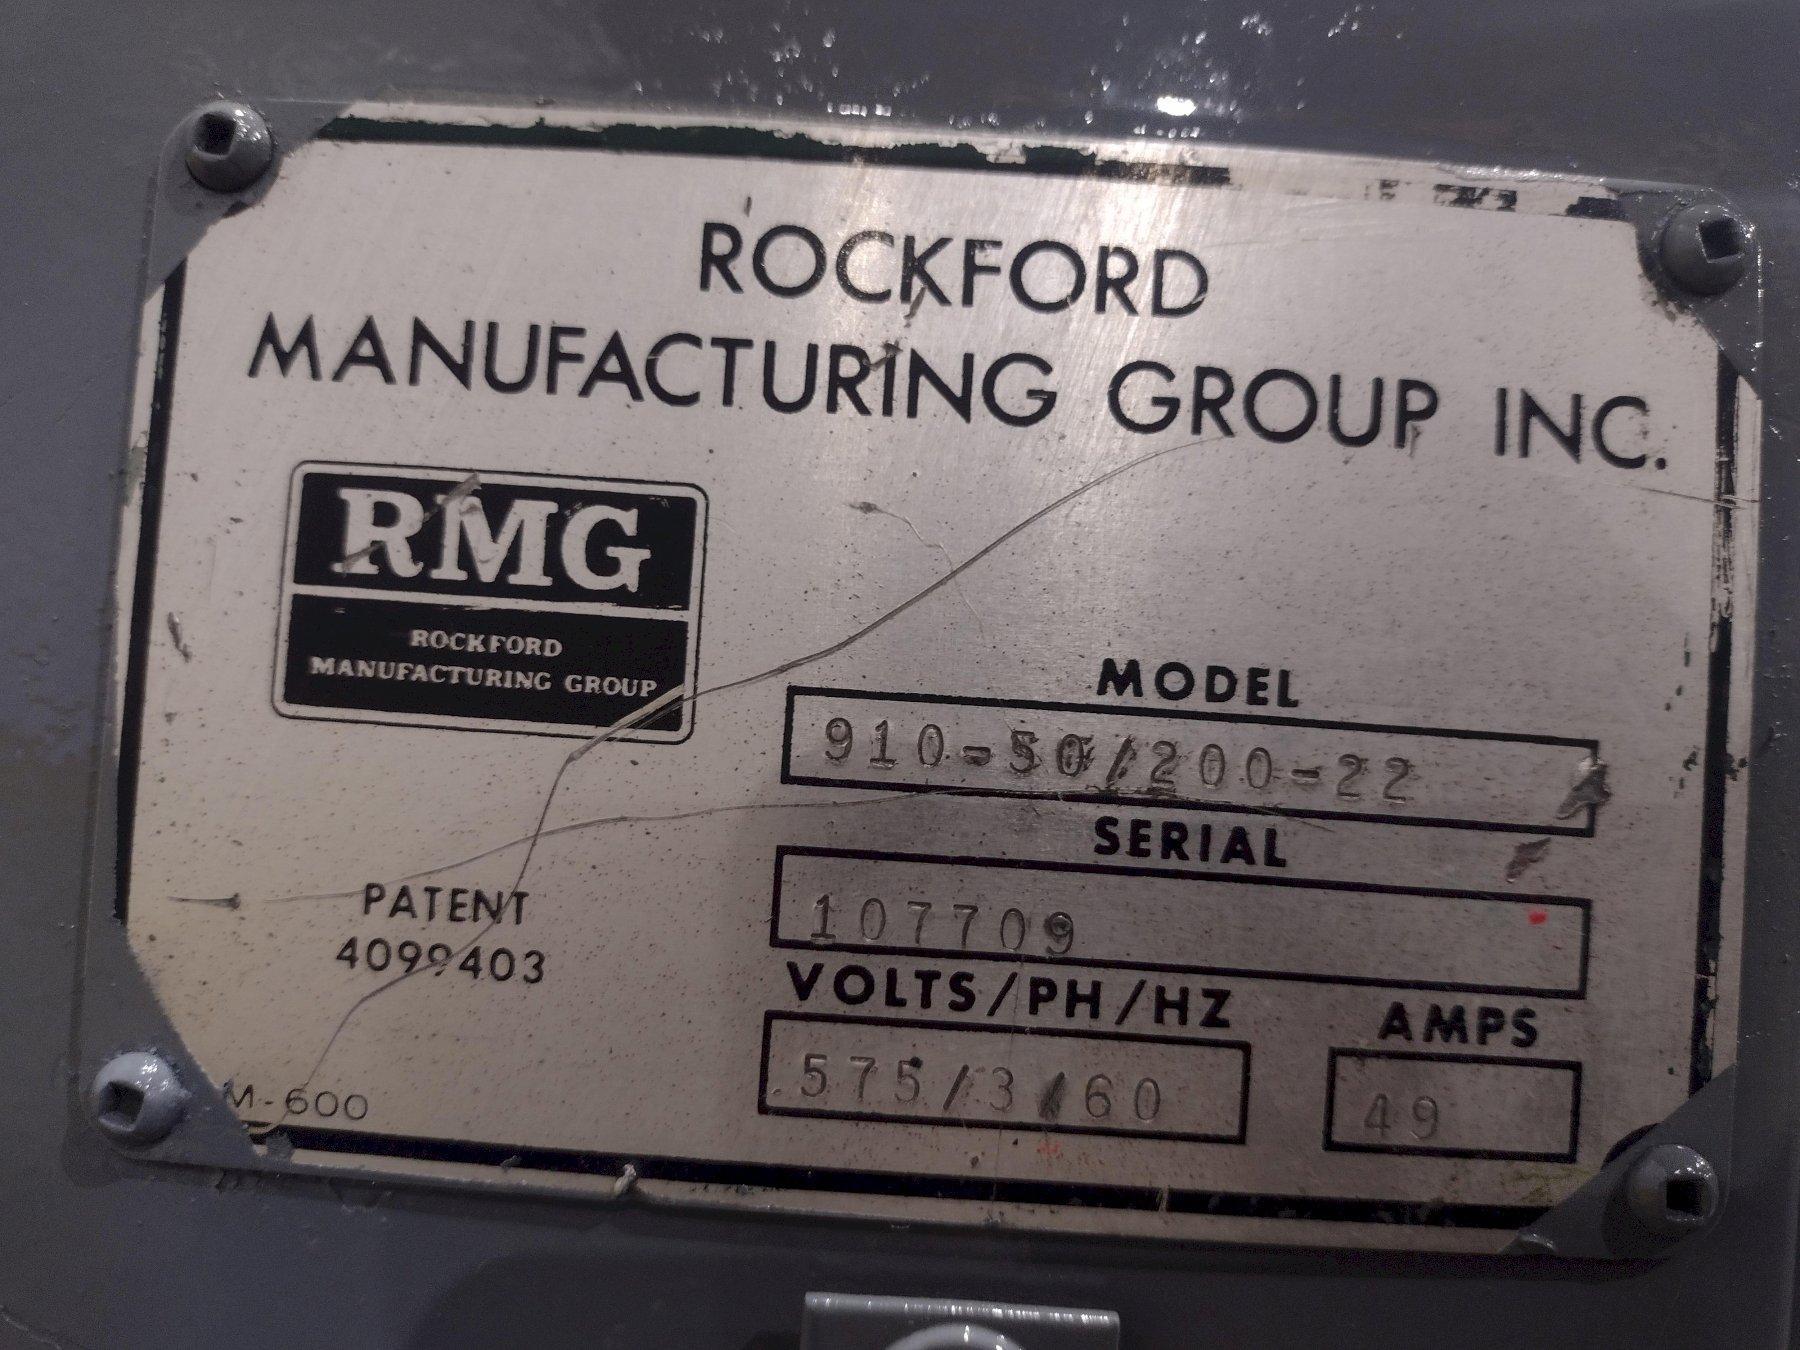 ROCKFORD
MANUFACTURING GROUP INC.
RMG
ROCKFORD
MANUFACTURING GROUP
MODEL
910-50/200-22
SERIAL
107709
PATENT
4099403
VOLTS/PH/HZ
575/3/60
AMPS
49
M-600